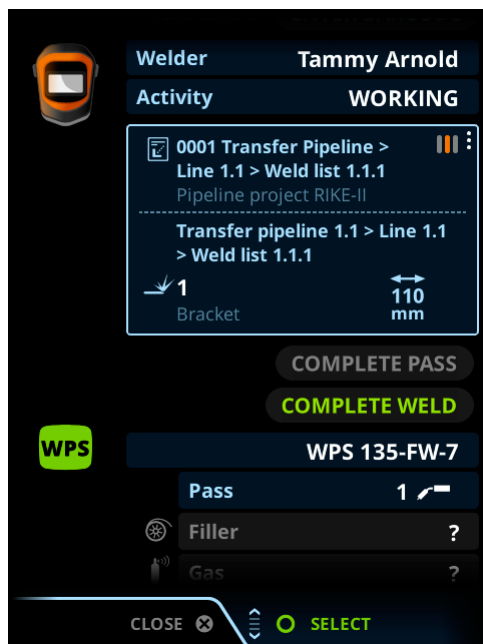 Welder Tammy Arnold
Activity WORKING
0001 Transfer Pipeline >
Line 1.1 > Weld list 1.1.1
Pipeline project RIKE-II
Transfer pipeline 1.1 > Line 1.1
> Weld list 1.1.1
1 110
Bracket mm
COMPLETE PASS
COMPLETE WELD
WPS WPS 135-FW-7
Pass 1
Filler ?
Gas ?
CLOSE SELECT